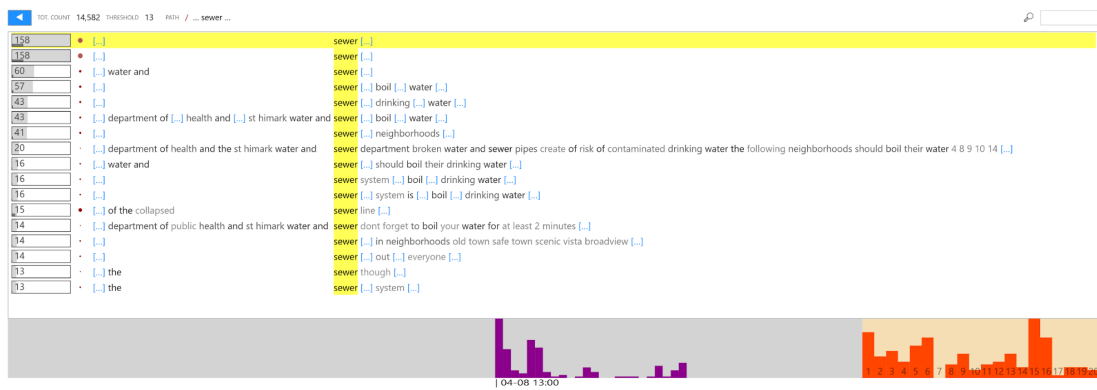 TOT. COUNT 14,582 THRESHOLD 13 PATH / ... sewer ...
158 [...] sewer [...]
158 [...] sewer [...]
60 [...] water and sewer [...]
57 [...] sewer [...] boil [...] water [...]
43 [...] sewer [...] drinking [...] water [...]
43 [...] department of [...] health and [...] st himark water and sewer [...] boil [...] water [...]
41 [...] sewer [...] neighborhoods [...]
20 [...] department of health and the st himark water and sewer department broken water and sewer pipes create of risk of contaminated drinking water the following neighborhoods should boil their water 4 8 9 10 14 [...]
16 [...] water and sewer [...] should boil their drinking water [...]
16 [...] sewer system [...] boil [...] drinking water [...]
16 [...] sewer [...] system is [...] boil [...] drinking water [...]
15 [...] of the collapsed sewer line [...]
14 [...] department of public health and st himark water and sewer dont forget to boil your water for at least 2 minutes [...]
14 [...] sewer [...] in neighborhoods old town safe town scenic vista broadview [...]
14 [...] sewer [...] out [...] everyone [...]
13 [...] the sewer though [...]
13 [...] the sewer [...] system [...]
1 2 3 4 5 6 7 8 9 10 11 12 13 14 15 16 17 18 19 20
| 04-08 13:00